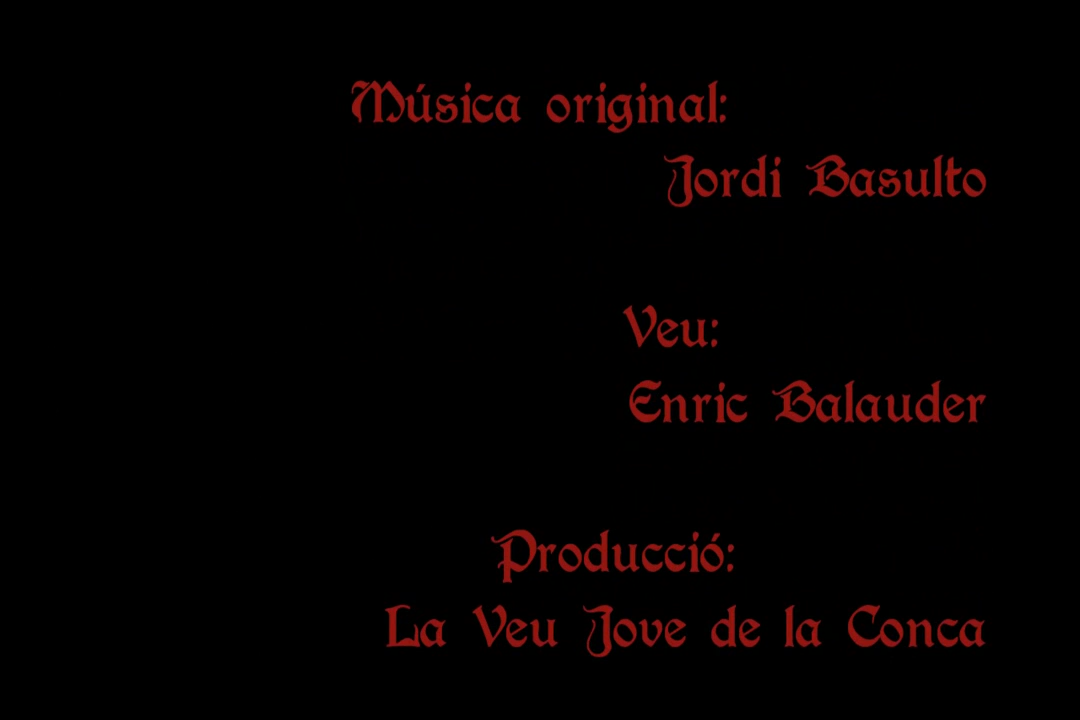 Música original:
Jordi Basulto
Veu:
Enric Balauder
Producció:
La Veu Jove de la Conca